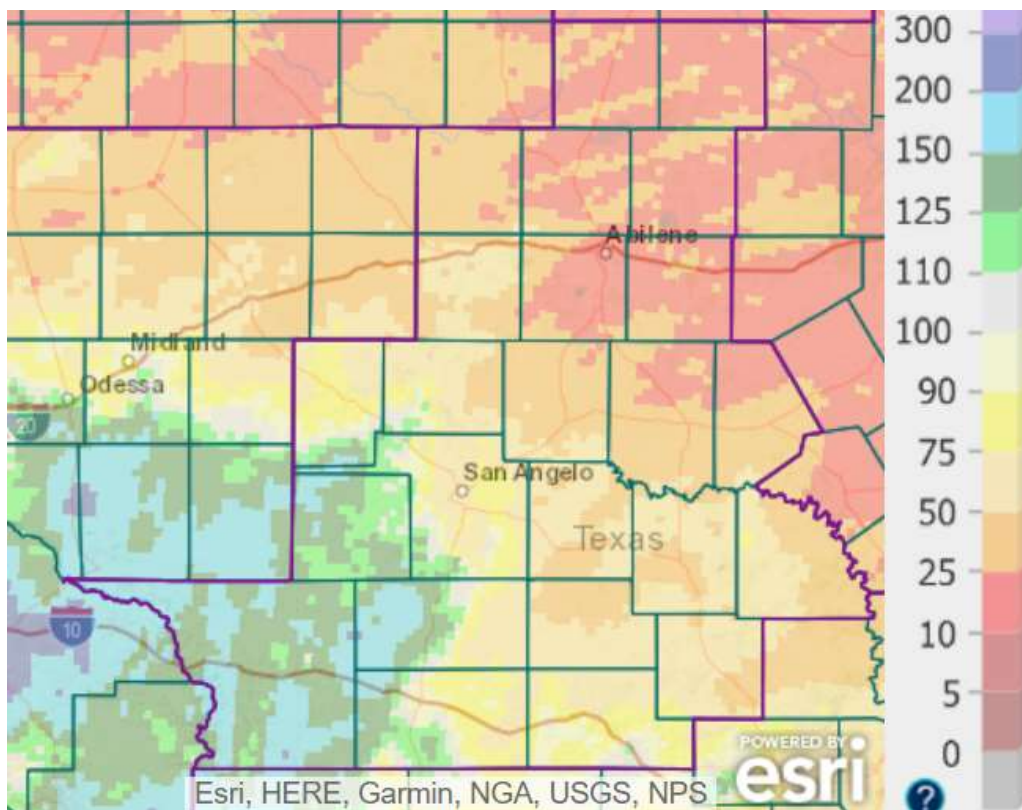 Abilene
Midland
Odessa
20
San Angelo
Texas
10
300
200
150
125
110
100
90
75
50
25
10
5
0
?
POWERED BY
esri
Esri, HERE, Garmin, NGA, USGS, NPS